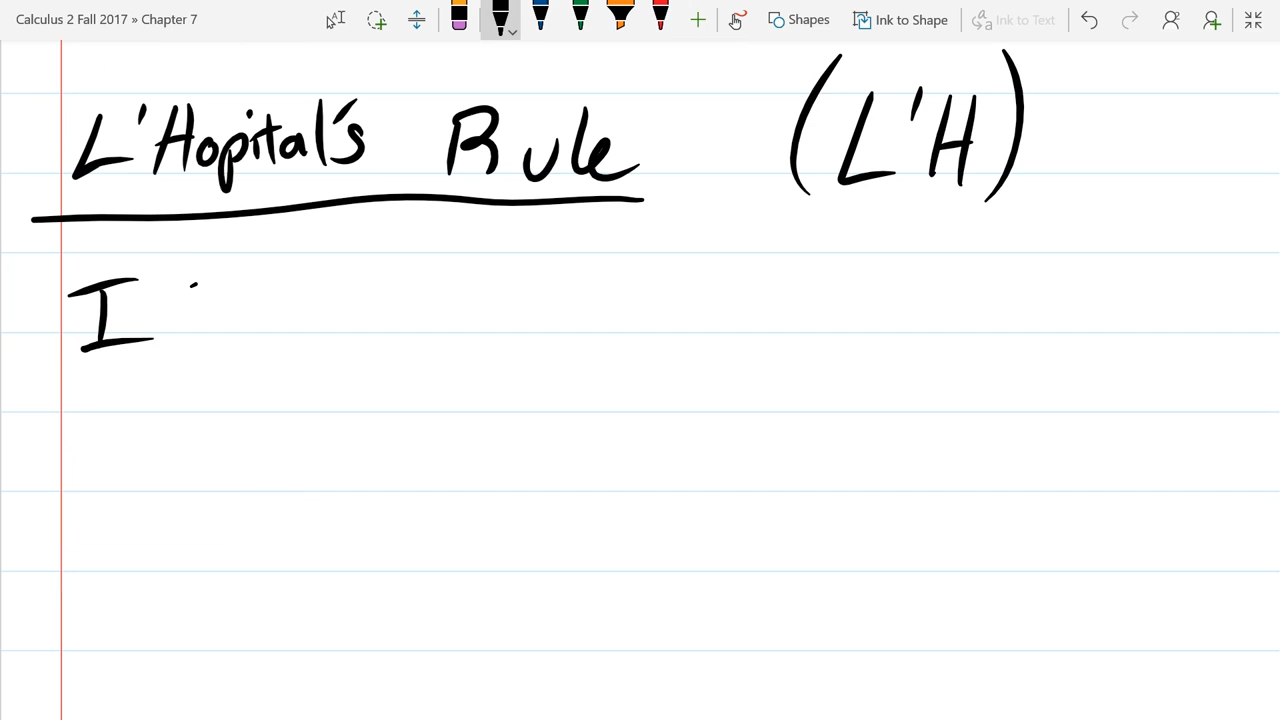 Calculus 2 Fall 2017 » Chapter 7
Shapes
Ink to Shape
Ink to Text
L'Hopital's Rule (L'H)
I